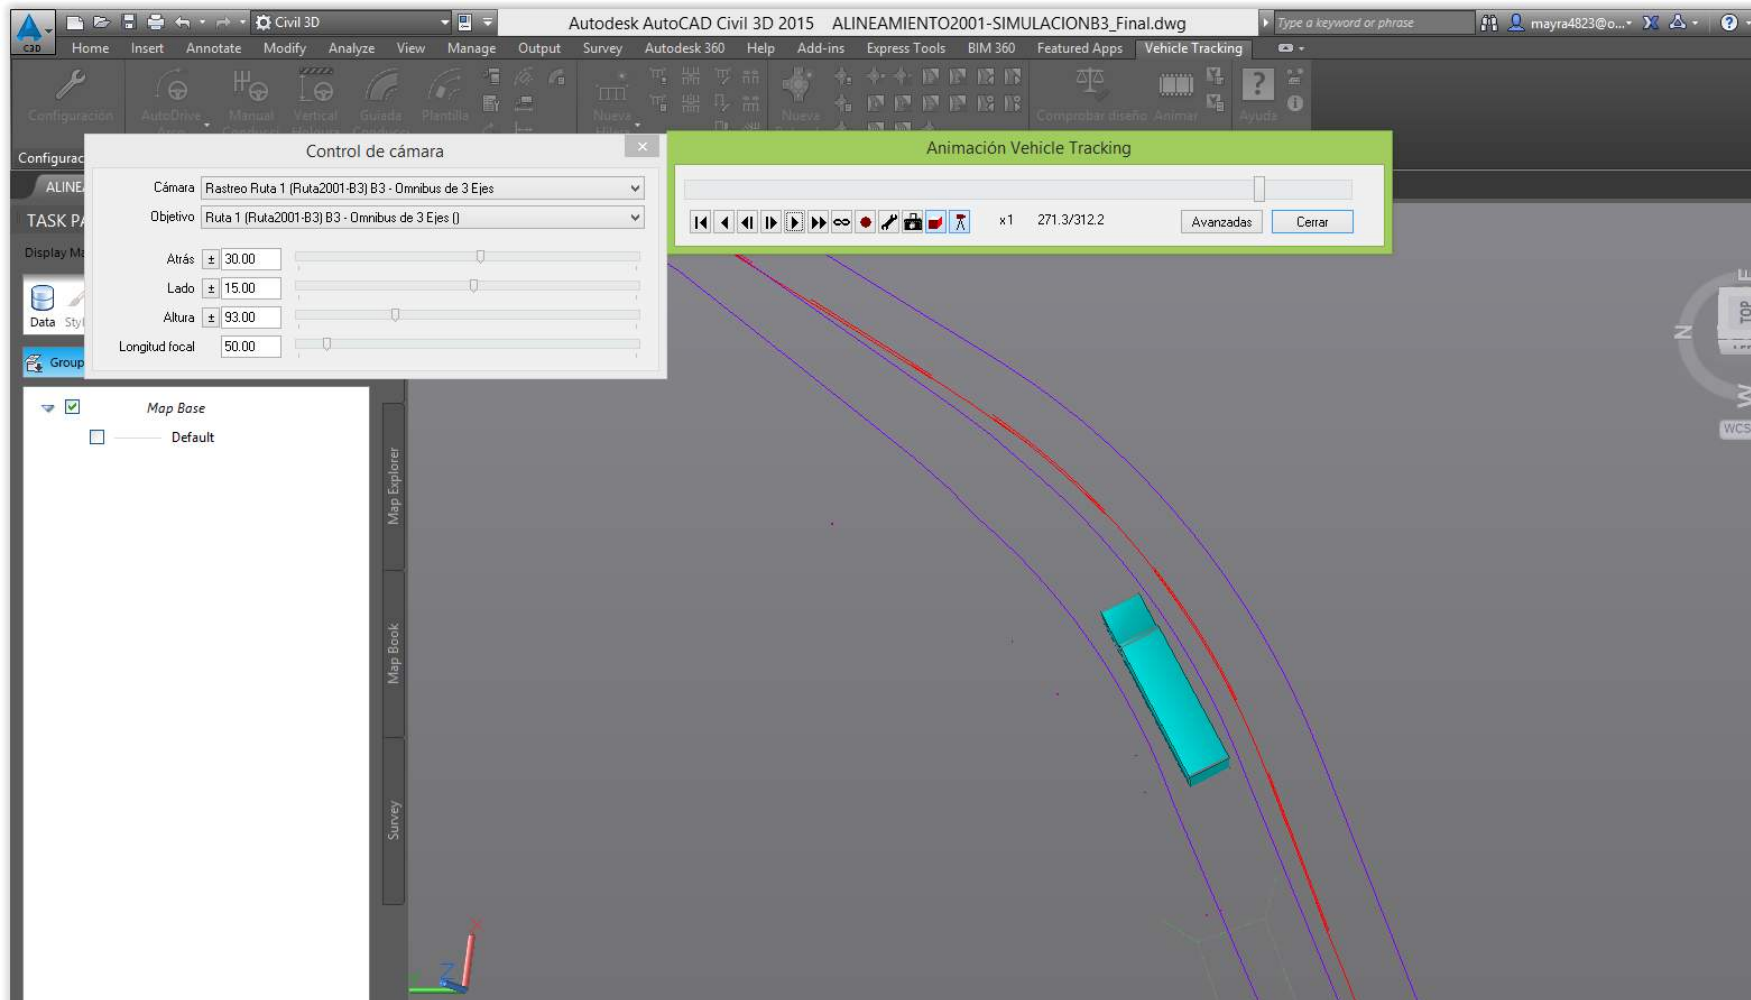 C3D
Civil 3D
Autodesk AutoCAD Civil 3D 2015 ALINEAMIENTO2001-SIMULACIONB3_Final.dwg
Type a keyword or phrase
mayra4823@o...
Home Insert Annotate Modify Analyze View Manage Output Survey Autodesk 360 Help Add-ins Express Tools BIM 360 Featured Apps Vehicle Tracking
Configuración AutoDrive Manual Vertical Guiada Plantilla Nueva Nueva Comprobar diseño Animar Ayuda
Configurac
Control de cámara
Animación Vehicle Tracking
ALINE
Cámara Rastreo Ruta 1 (Ruta2001-B3) B3 - Omnibus de 3 Ejes
Objetivo Ruta 1 (Ruta2001-B3) B3 - Omnibus de 3 Ejes ()
x1 271.3/312.2 Avanzadas Cerrar
TASK PA
Display Ma
Atrás ± 30.00
Lado ± 15.00
Altura ± 93.00
Longitud focal 50.00
Data Styl
Group
Map Base
Default
Map Explorer
Map Book
Survey
E
TOP
N
W
WCS
X
Z